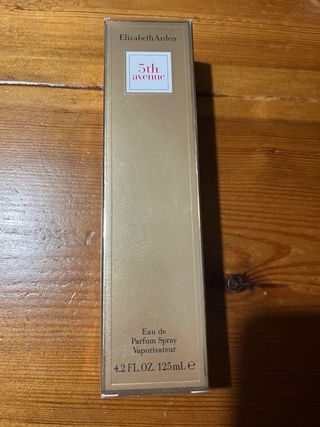 ElizabethArden
5th
avenue
Eau de
Parfum Spray
Vaporisateur
4.2 FL.OZ. 125mL ℮